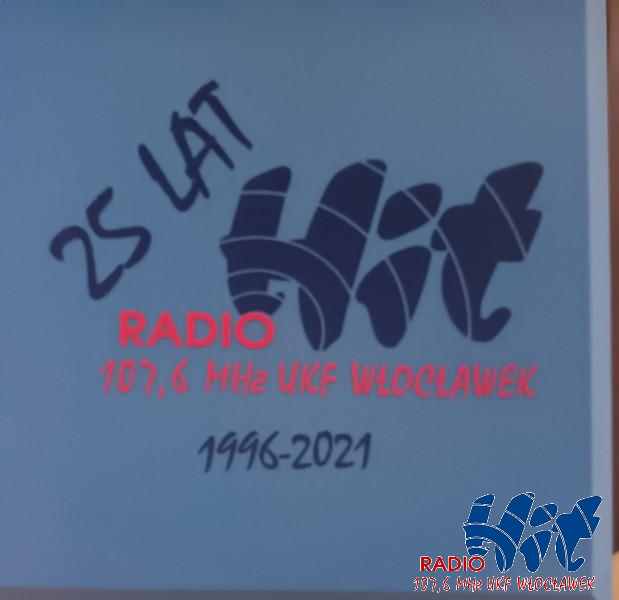 25 LAT
Hit
RADIO
107,6 MHz UKF WŁOCŁAWEK
1996-2021
Hit
RADIO
107,6 MHz UKF WŁOCŁAWEK